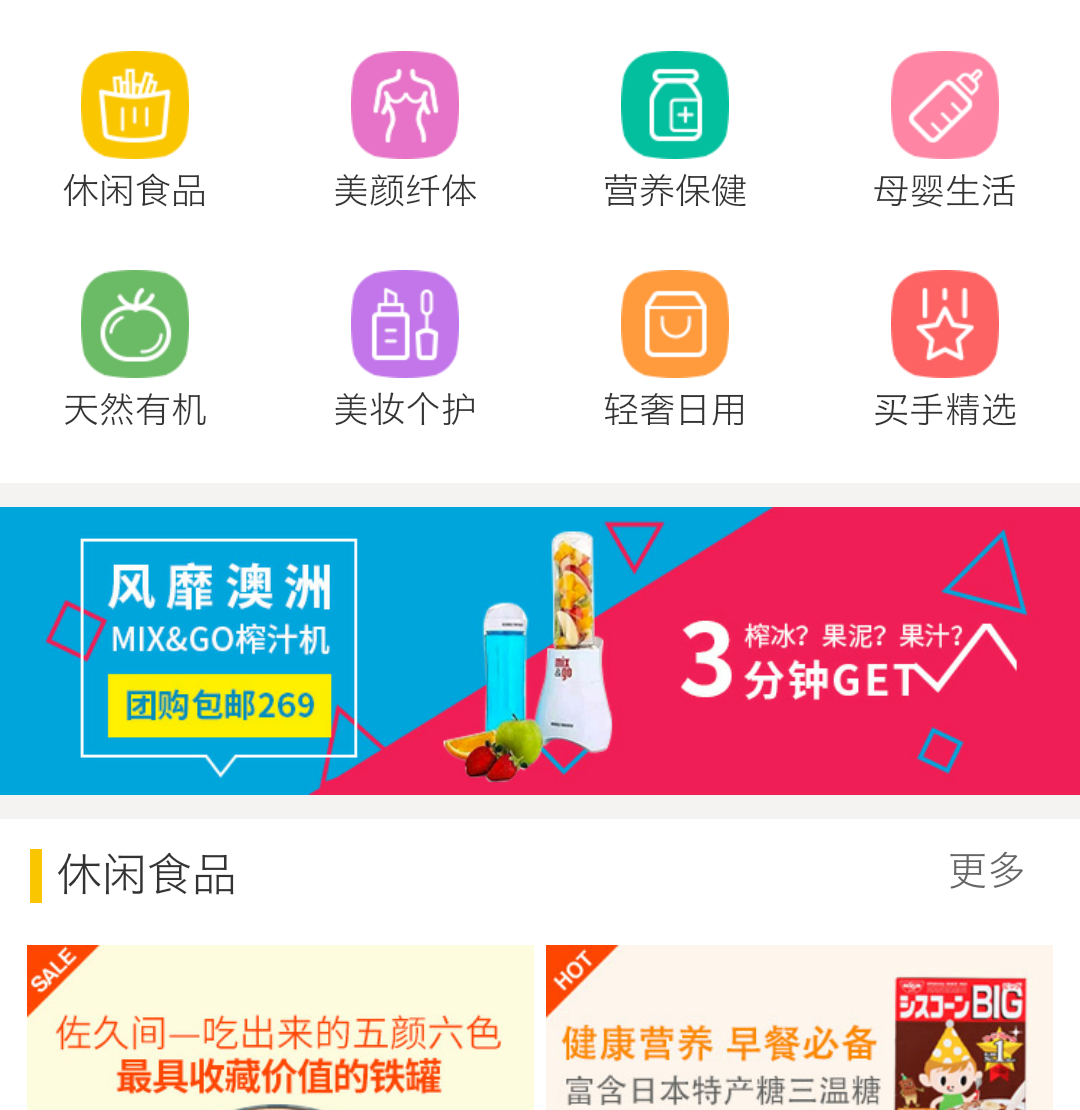 休闲食品
美颜纤体
营养保健
母婴生活
天然有机
美妆个护
轻奢日用
买手精选
风靡澳洲
MIX&GO榨汁机
团购包邮269
mix
&go
3
榨冰？果泥？果汁？
分钟GET
休闲食品
更多
SALE
佐久间—吃出来的五颜六色
最具收藏价值的铁罐
HOT
健康营养 早餐必备
富含日本特产糖三温糖
シスコーンBIG
1